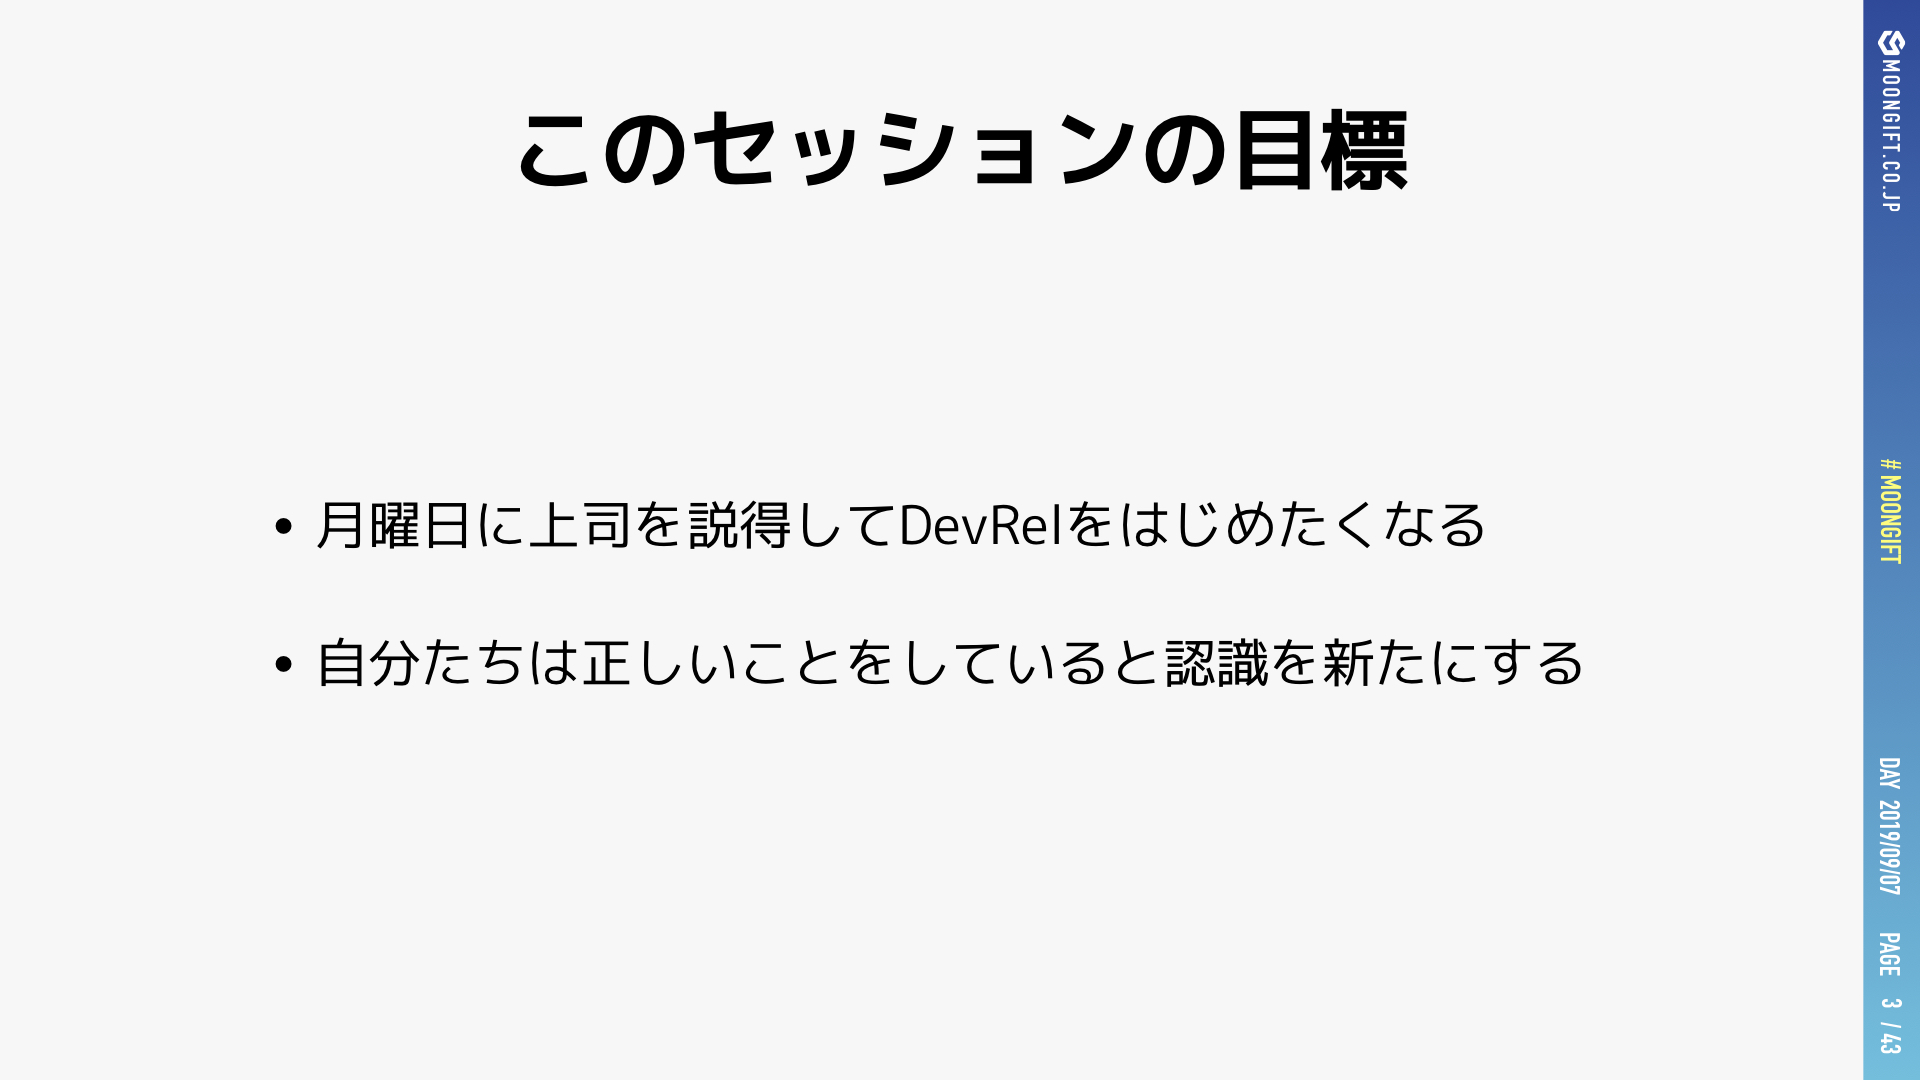 このセッションの目標
• 月曜日に上司を説得してDevRelをはじめたくなる
• 自分たちは正しいことをしていると認識を新たにする
MOONGIFT.CO.JP
# MOONGIFT
DAY 2019/09/07
PAGE 3 / 43